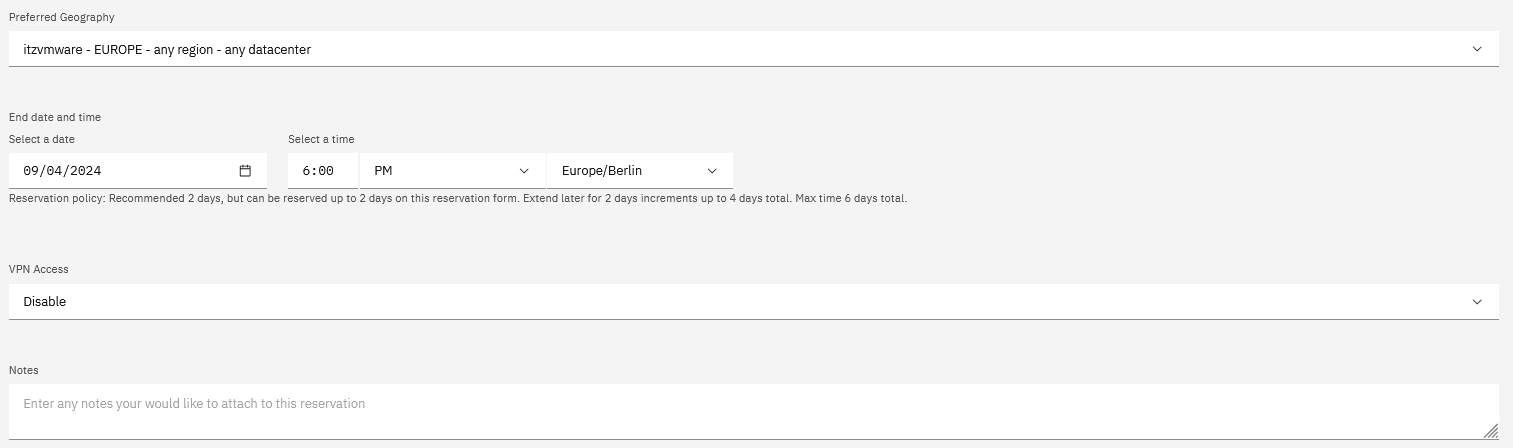 Preferred Geography
itzvmware - EUROPE - any region - any datacenter
End date and time
Select a date Select a time
09/04/2024 6:00 PM Europe/Berlin
Reservation policy: Recommended 2 days, but can be reserved up to 2 days on this reservation form. Extend later for 2 days increments up to 4 days total. Max time 6 days total.
VPN Access
Disable
Notes
Enter any notes your would like to attach to this reservation